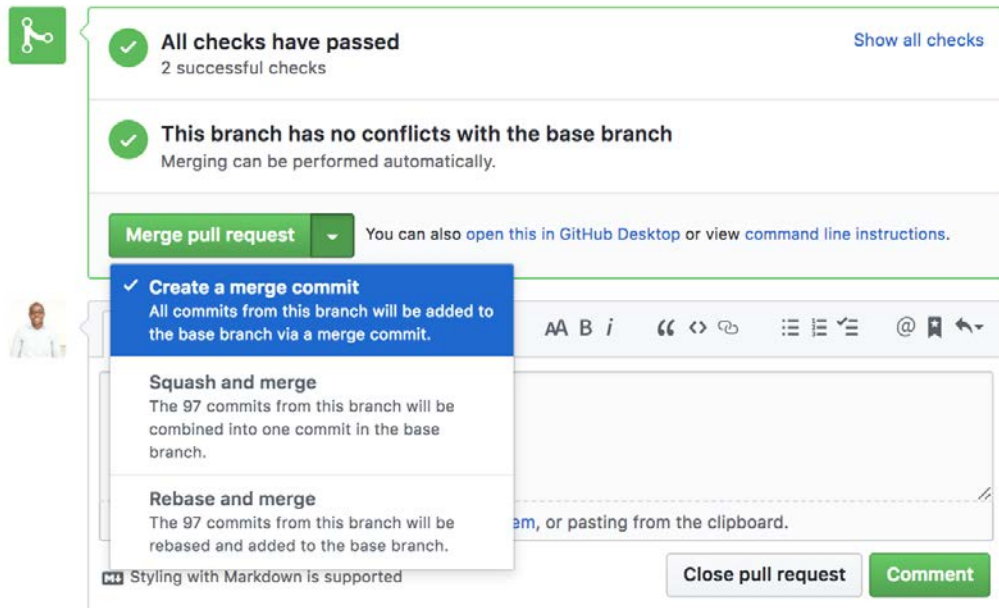 All checks have passed
Show all checks
2 successful checks
This branch has no conflicts with the base branch
Merging can be performed automatically.
Merge pull request
You can also open this in GitHub Desktop or view command line instructions.
Create a merge commit
All commits from this branch will be added to
the base branch via a merge commit.
AA B i
Squash and merge
The 97 commits from this branch will be
combined into one commit in the base
branch.
Rebase and merge
The 97 commits from this branch will be
rebased and added to the base branch.
, or pasting from the clipboard.
Styling with Markdown is supported
Close pull request
Comment